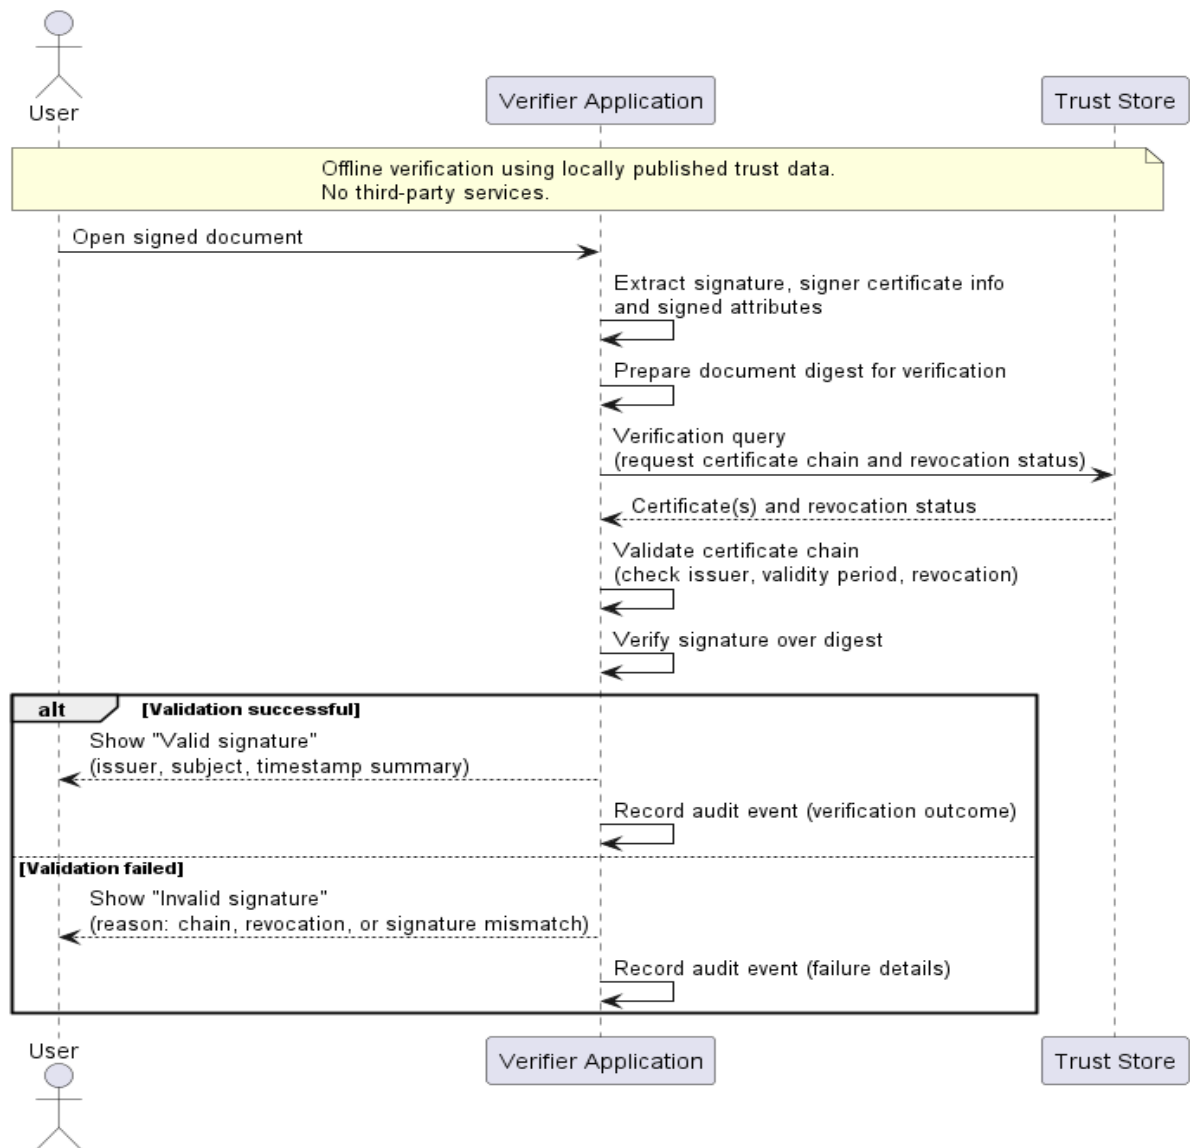 User
Verifier Application
Trust Store
Offline verification using locally published trust data.
No third-party services.
Open signed document
Extract signature, signer certificate info
and signed attributes
Prepare document digest for verification
Verification query
(request certificate chain and revocation status)
Certificate(s) and revocation status
Validate certificate chain
(check issuer, validity period, revocation)
Verify signature over digest
alt
[Validation successful]
Show "Valid signature"
(issuer, subject, timestamp summary)
Record audit event (verification outcome)
[Validation failed]
Show "Invalid signature"
(reason: chain, revocation, or signature mismatch)
Record audit event (failure details)
User
Verifier Application
Trust Store